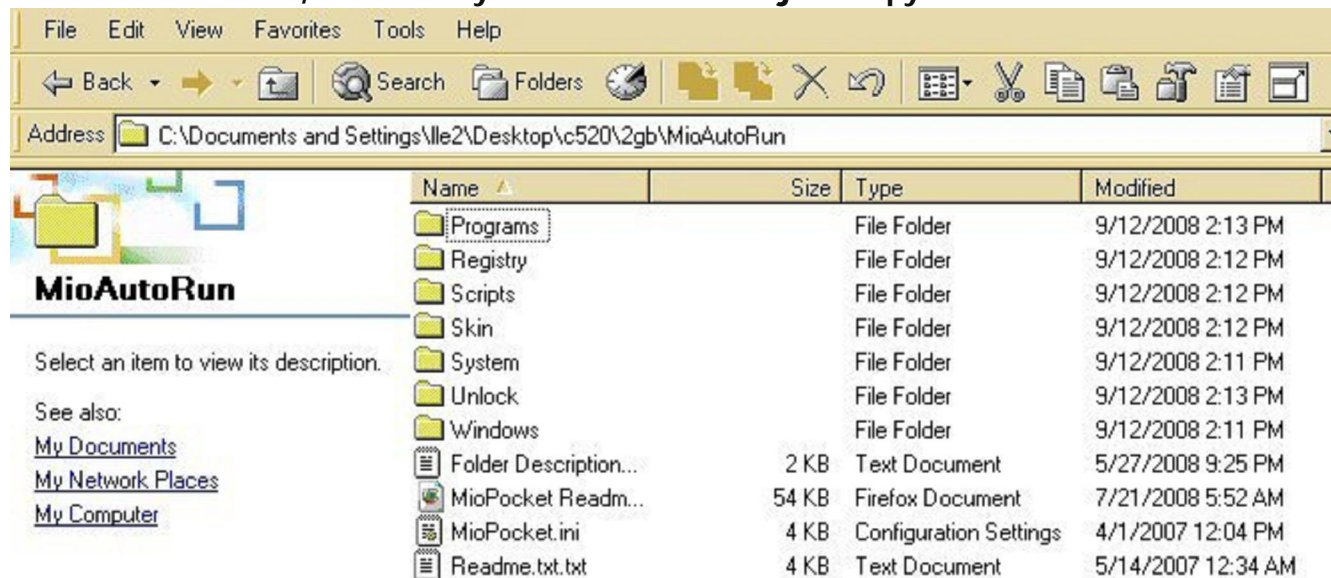 File Edit View Favorites Tools Help
Back Search Folders
Address C:\Documents and Settings\lle2\Desktop\c520\2gb\MioAutoRun
Name Size Type Modified
Programs File Folder 9/12/2008 2:13 PM
Registry File Folder 9/12/2008 2:12 PM
MioAutoRun
Scripts File Folder 9/12/2008 2:12 PM
Skin File Folder 9/12/2008 2:12 PM
Select an item to view its description.
System File Folder 9/12/2008 2:11 PM
Unlock File Folder 9/12/2008 2:13 PM
See also:
Windows File Folder 9/12/2008 2:11 PM
My Documents
Folder Description... 2 KB Text Document 5/27/2008 9:25 PM
My Network Places
MioPocket Readm... 54 KB Firefox Document 7/21/2008 5:52 AM
My Computer
MioPocket.ini 4 KB Configuration Settings 4/1/2007 12:04 PM
Readme.txt.txt 4 KB Text Document 5/14/2007 12:34 AM